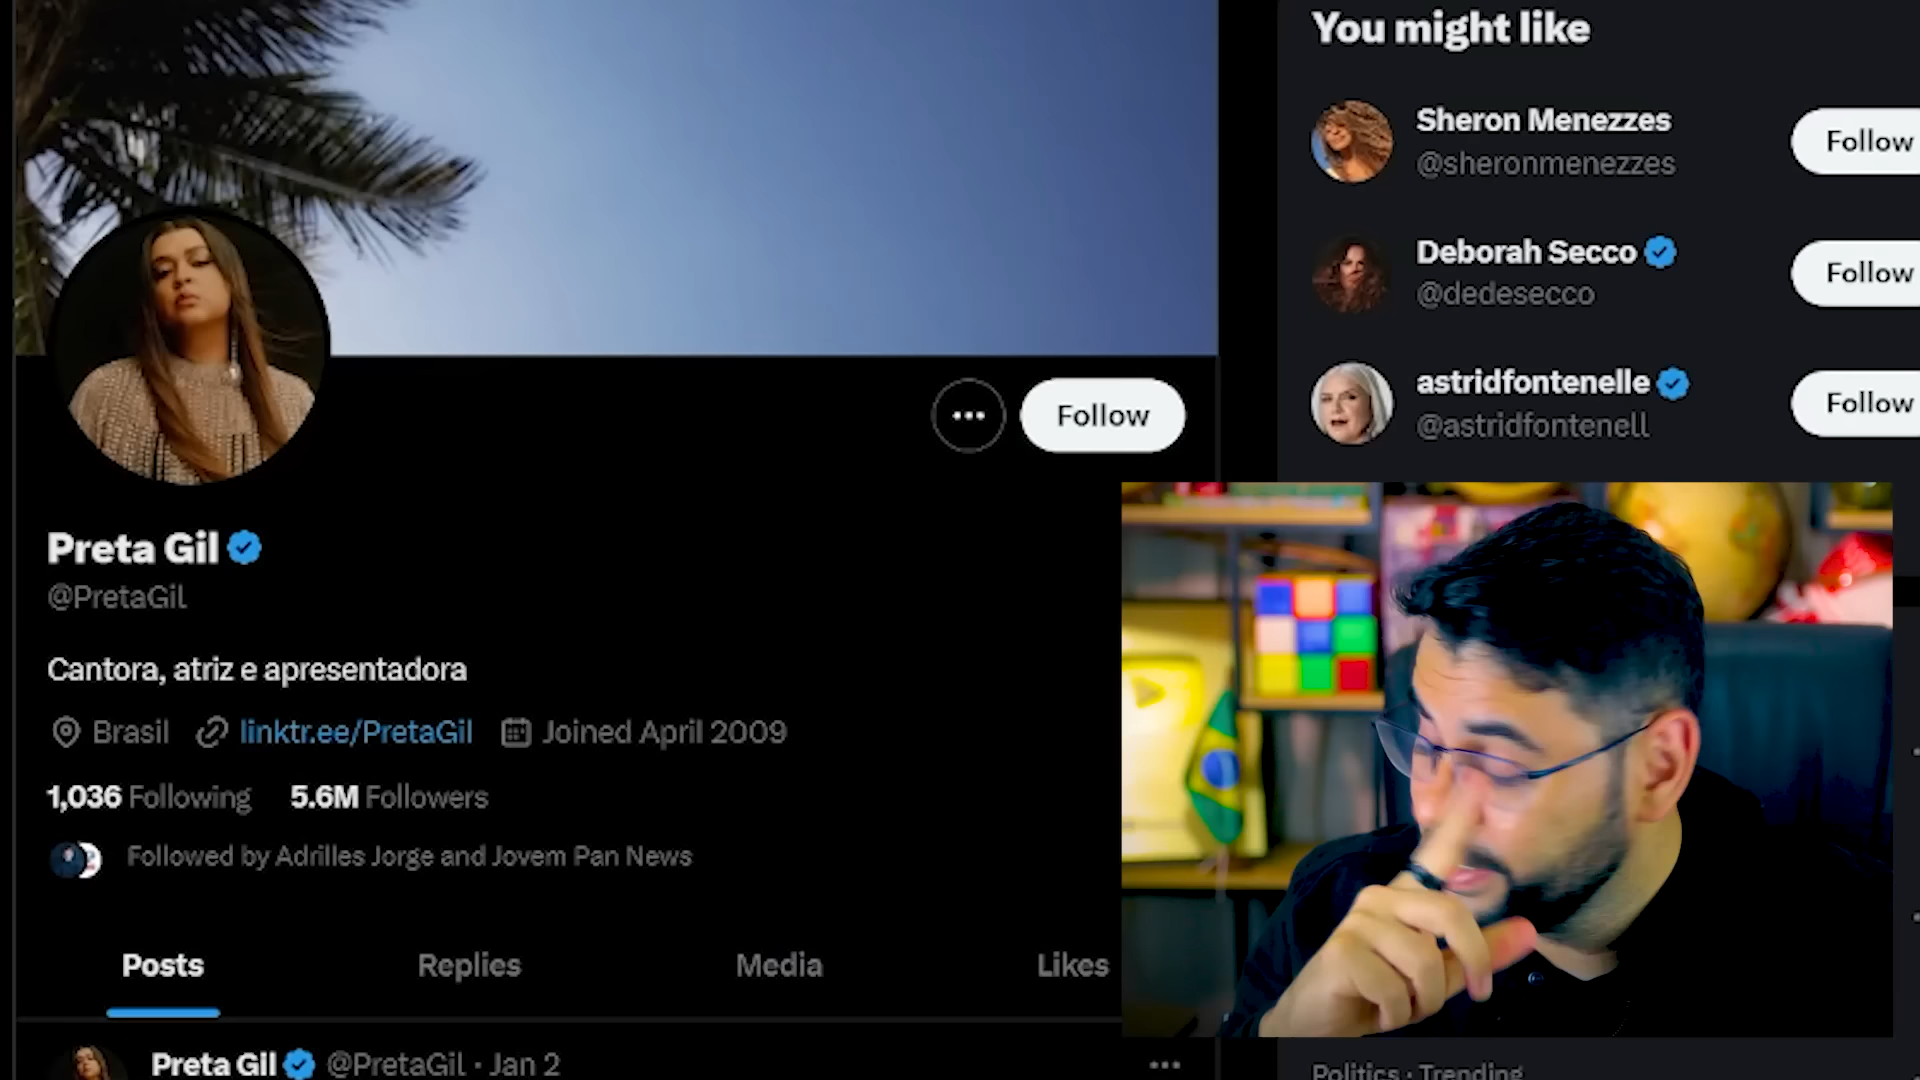 You might like
Sheron Menezzes
@sheronmenezzes
Follow
Deborah Secco
@dedesecco
Follow
astridfontenelle
@astridfontenell
Follow
Follow
Preta Gil
@PretaGil
Cantora, atriz e apresentadora
Brasil linktr.ee/PretaGil Joined April 2009
1,036 Following 5.6M Followers
Followed by Adrilles Jorge and Jovem Pan News
Posts Replies Media Likes
Preta Gil @PretaGil · Jan 2
Politics · Trending